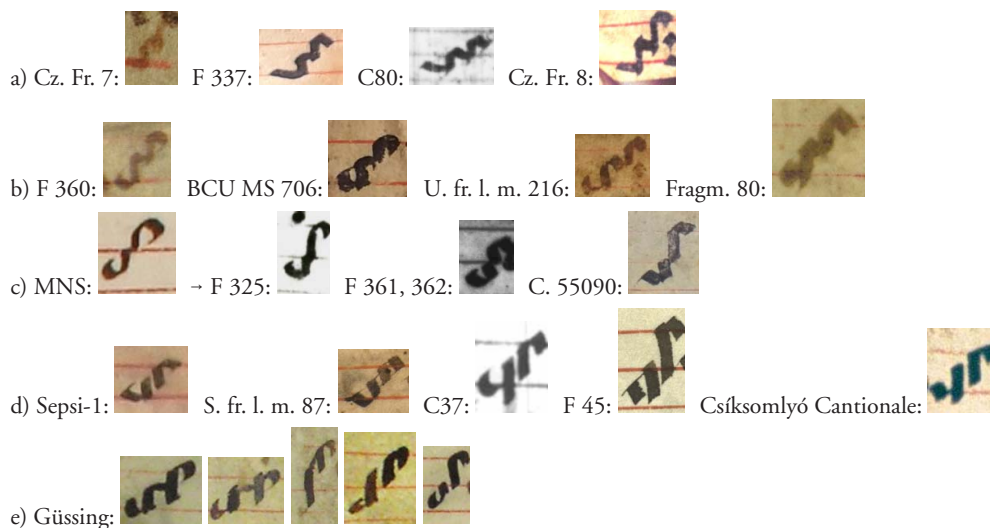 a) Cz. Fr. 7: F 337: C80: Cz. Fr. 8:
b) F 360: BCU MS 706: U. fr. l. m. 216: Fragm. 80:
c) MNS: → F 325: F 361, 362: C. 55090:
d) Sepsi-1: S. fr. l. m. 87: C37: F 45: Csíksomlyó Cantionale:
e) Güssing: